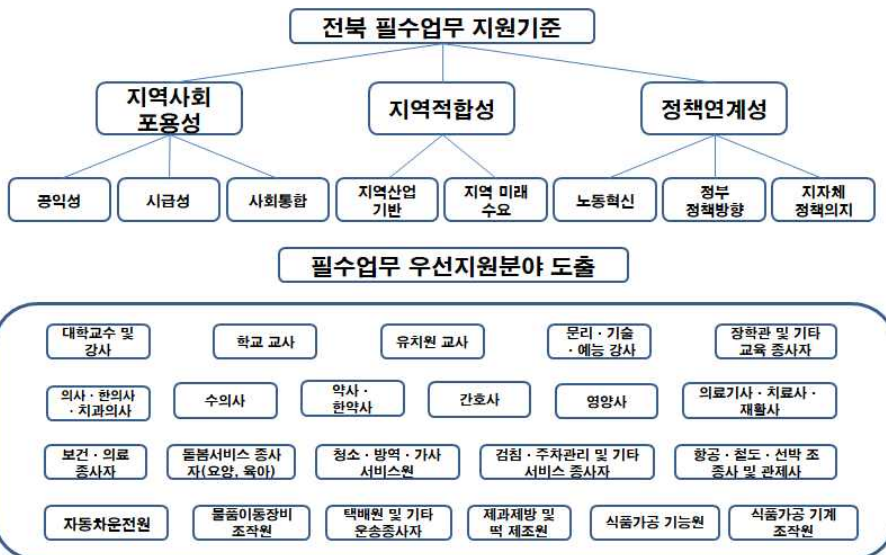 전북 필수업무 지원기준
지역사회
포용성
지역적합성
정책연계성
공익성
시급성
사회통합
지역산업
기반
지역 미래
수요
노동혁신
정부
정책방향
지자체
정책의지
필수업무 우선지원분야 도출
대학교수 및
강사
학교 교사
유치원 교사
문리 · 기술
· 예능 강사
장학관 및 기타
교육 종사자
의사 · 한의사
· 치과의사
수의사
약사 ·
한약사
간호사
영양사
의료기사 · 치료사 ·
재활사
보건 · 의료
종사자
돌봄서비스 종사
자(요양, 육아)
청소 · 방역 · 가사
서비스원
검침 · 주차관리 및 기타
서비스 종사자
항공 · 철도 · 선박 조
종사 및 관제사
자동차운전원
물품이동장비
조작원
택배원 및 기타
운송종사자
제과제방 및
떡 제조원
식품가공 기능원
식품가공 기계
조작원